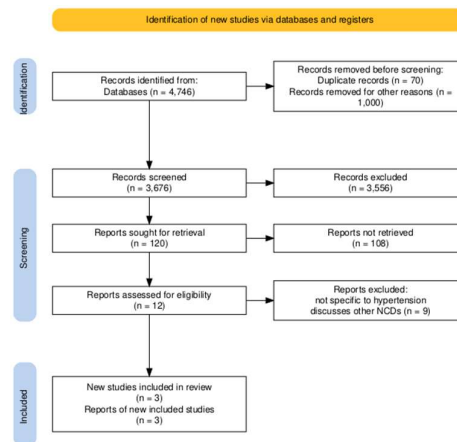 Identification of new studies via databases and registers
Identification
Records identified from:
Databases (n = 4,746)
Records removed before screening:
Duplicate records (n = 70)
Records removed for other reasons (n =
1,000)
Screening
Records screened
(n = 3,676)
Records excluded
(n = 3,556)
Reports sought for retrieval
(n = 120)
Reports not retrieved
(n = 108)
Reports assessed for eligibility
(n = 12)
Reports excluded:
not specific to hypertension
discusses other NCDs (n = 9)
Included
New studies included in review
(n = 3)
Reports of new included studies
(n = 3)